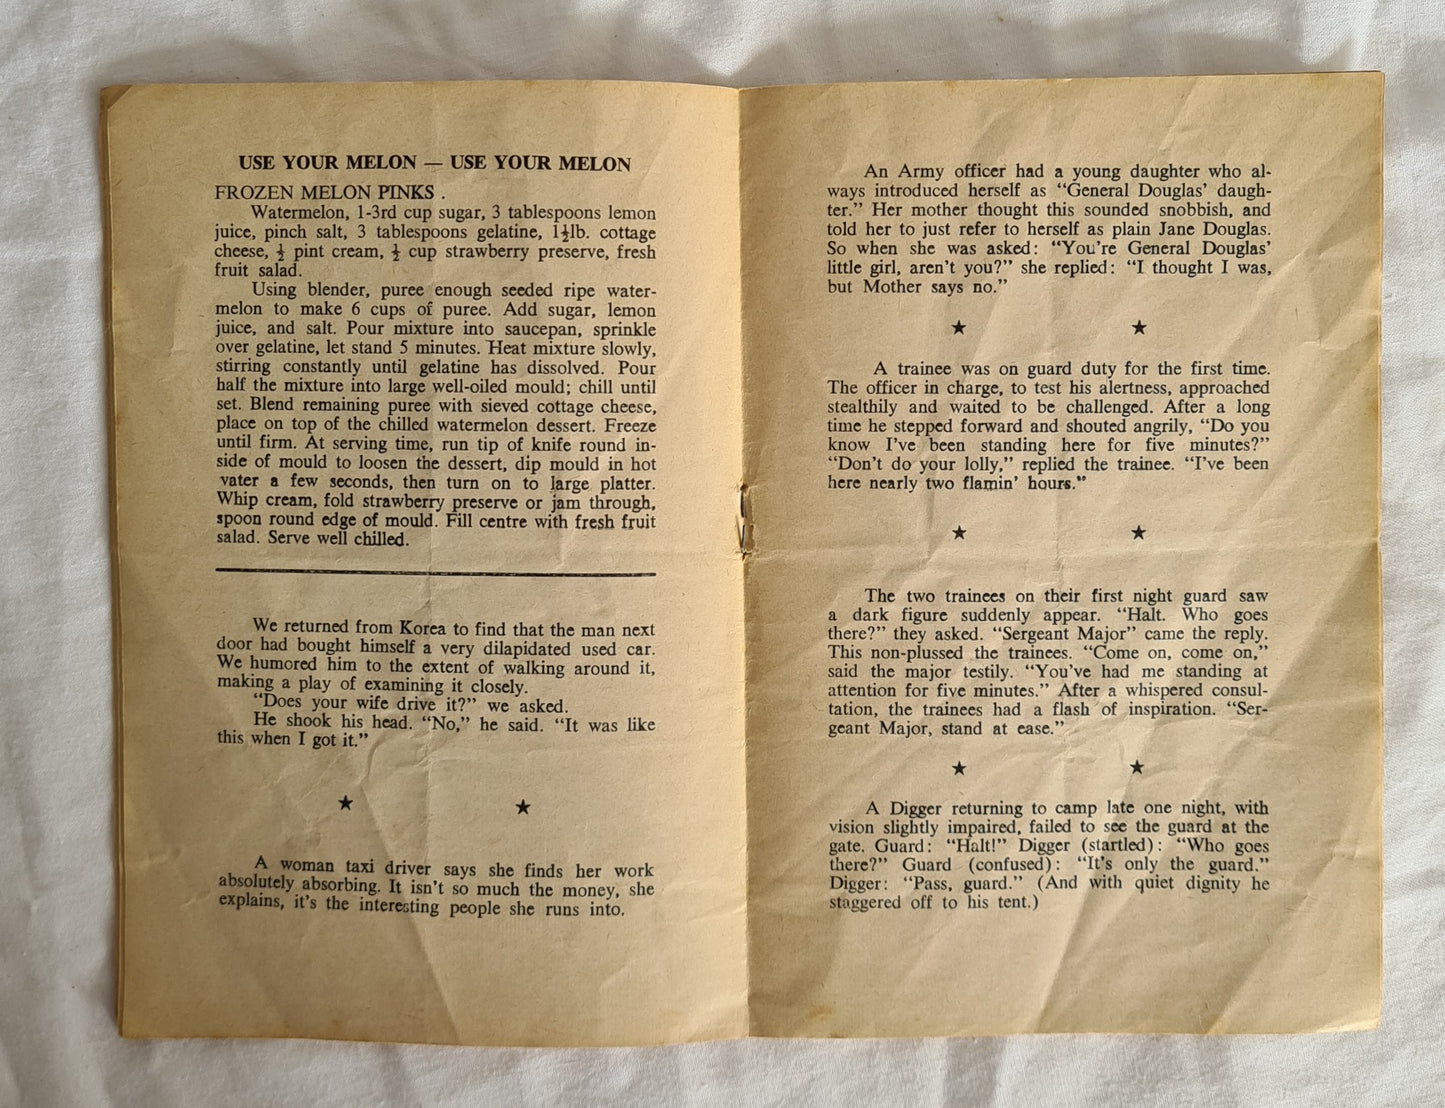 USE YOUR MELON — USE YOUR MELON
FROZEN MELON PINKS .
Watermelon, 1-3rd cup sugar, 3 tablespoons lemon
juice, pinch salt, 3 tablespoons gelatine, 1½lb. cottage
cheese, ½ pint cream, ½ cup strawberry preserve, fresh
fruit salad.
Using blender, puree enough seeded ripe water-
melon to make 6 cups of puree. Add sugar, lemon
juice, and salt. Pour mixture into saucepan, sprinkle
over gelatine, let stand 5 minutes. Heat mixture slowly,
stirring constantly until gelatine has dissolved. Pour
half the mixture into large well-oiled mould; chill until
set. Blend remaining puree with sieved cottage cheese,
place on top of the chilled watermelon dessert. Freeze
until firm. At serving time, run tip of knife round in-
side of mould to loosen the dessert, dip mould in hot
vater a few seconds, then turn on to large platter.
Whip cream, fold strawberry preserve or jam through,
spoon round edge of mould. Fill centre with fresh fruit
salad. Serve well chilled.
We returned from Korea to find that the man next
door had bought himself a very dilapidated used car.
We humored him to the extent of walking around it,
making a play of examining it closely.
"Does your wife drive it?" we asked.
He shook his head. "No," he said. "It was like
this when I got it."
★ ★
A woman taxi driver says she finds her work
absolutely absorbing. It isn't so much the money, she
explains, it's the interesting people she runs into.
An Army officer had a young daughter who al-
ways introduced herself as "General Douglas' daugh-
ter." Her mother thought this sounded snobbish, and
told her to just refer to herself as plain Jane Douglas.
So when she was asked: "You're General Douglas'
little girl, aren't you?" she replied: "I thought I was,
but Mother says no."
★ ★
A trainee was on guard duty for the first time.
The officer in charge, to test his alertness, approached
stealthily and waited to be challenged. After a long
time he stepped forward and shouted angrily, "Do you
know I've been standing here for five minutes?"
"Don't do your lolly," replied the trainee. "I've been
here nearly two flamin' hours."
★ ★
The two trainees on their first night guard saw
a dark figure suddenly appear. "Halt. Who goes
there?" they asked. "Sergeant Major" came the reply.
This non-plussed the trainees. "Come on, come on,"
said the major testily. "You've had me standing at
attention for five minutes." After a whispered consul-
tation, the trainees had a flash of inspiration. "Ser-
geant Major, stand at ease."
★ ★
A Digger returning to camp late one night, with
vision slightly impaired, failed to see the guard at the
gate. Guard: "Halt!" Digger (startled): "Who goes
there?" Guard (confused): "It's only the guard."
Digger: "Pass, guard." (And with quiet dignity he
staggered off to his tent.)